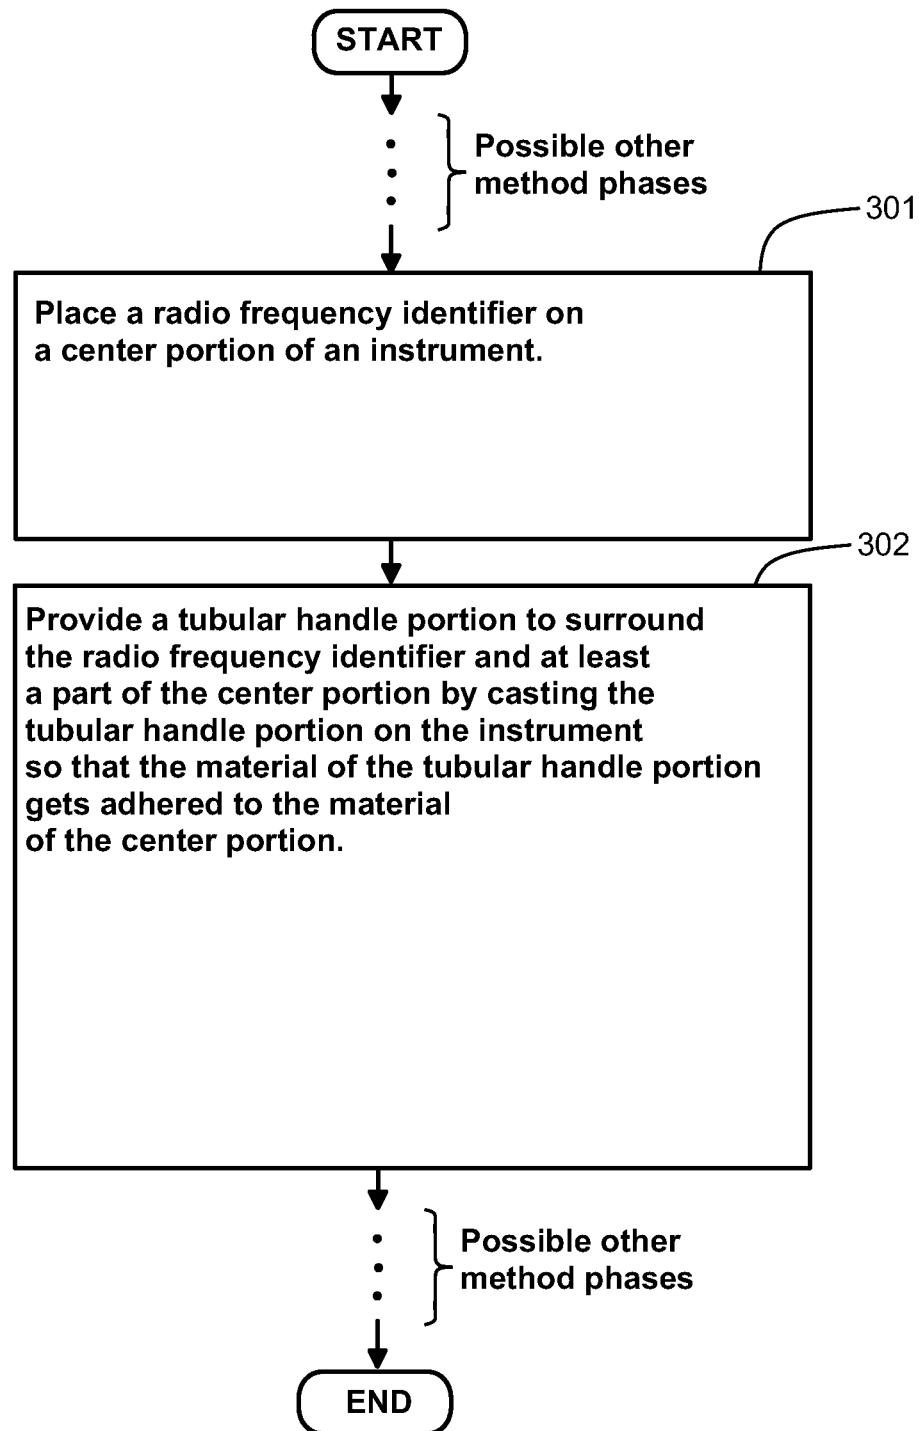 START
Possible other
method phases
301
Place a radio frequency identifier on
a center portion of an instrument.
302
Provide a tubular handle portion to surround
the radio frequency identifier and at least
a part of the center portion by casting the
tubular handle portion on the instrument
so that the material of the tubular handle portion
gets adhered to the material
of the center portion.
Possible other
method phases
END